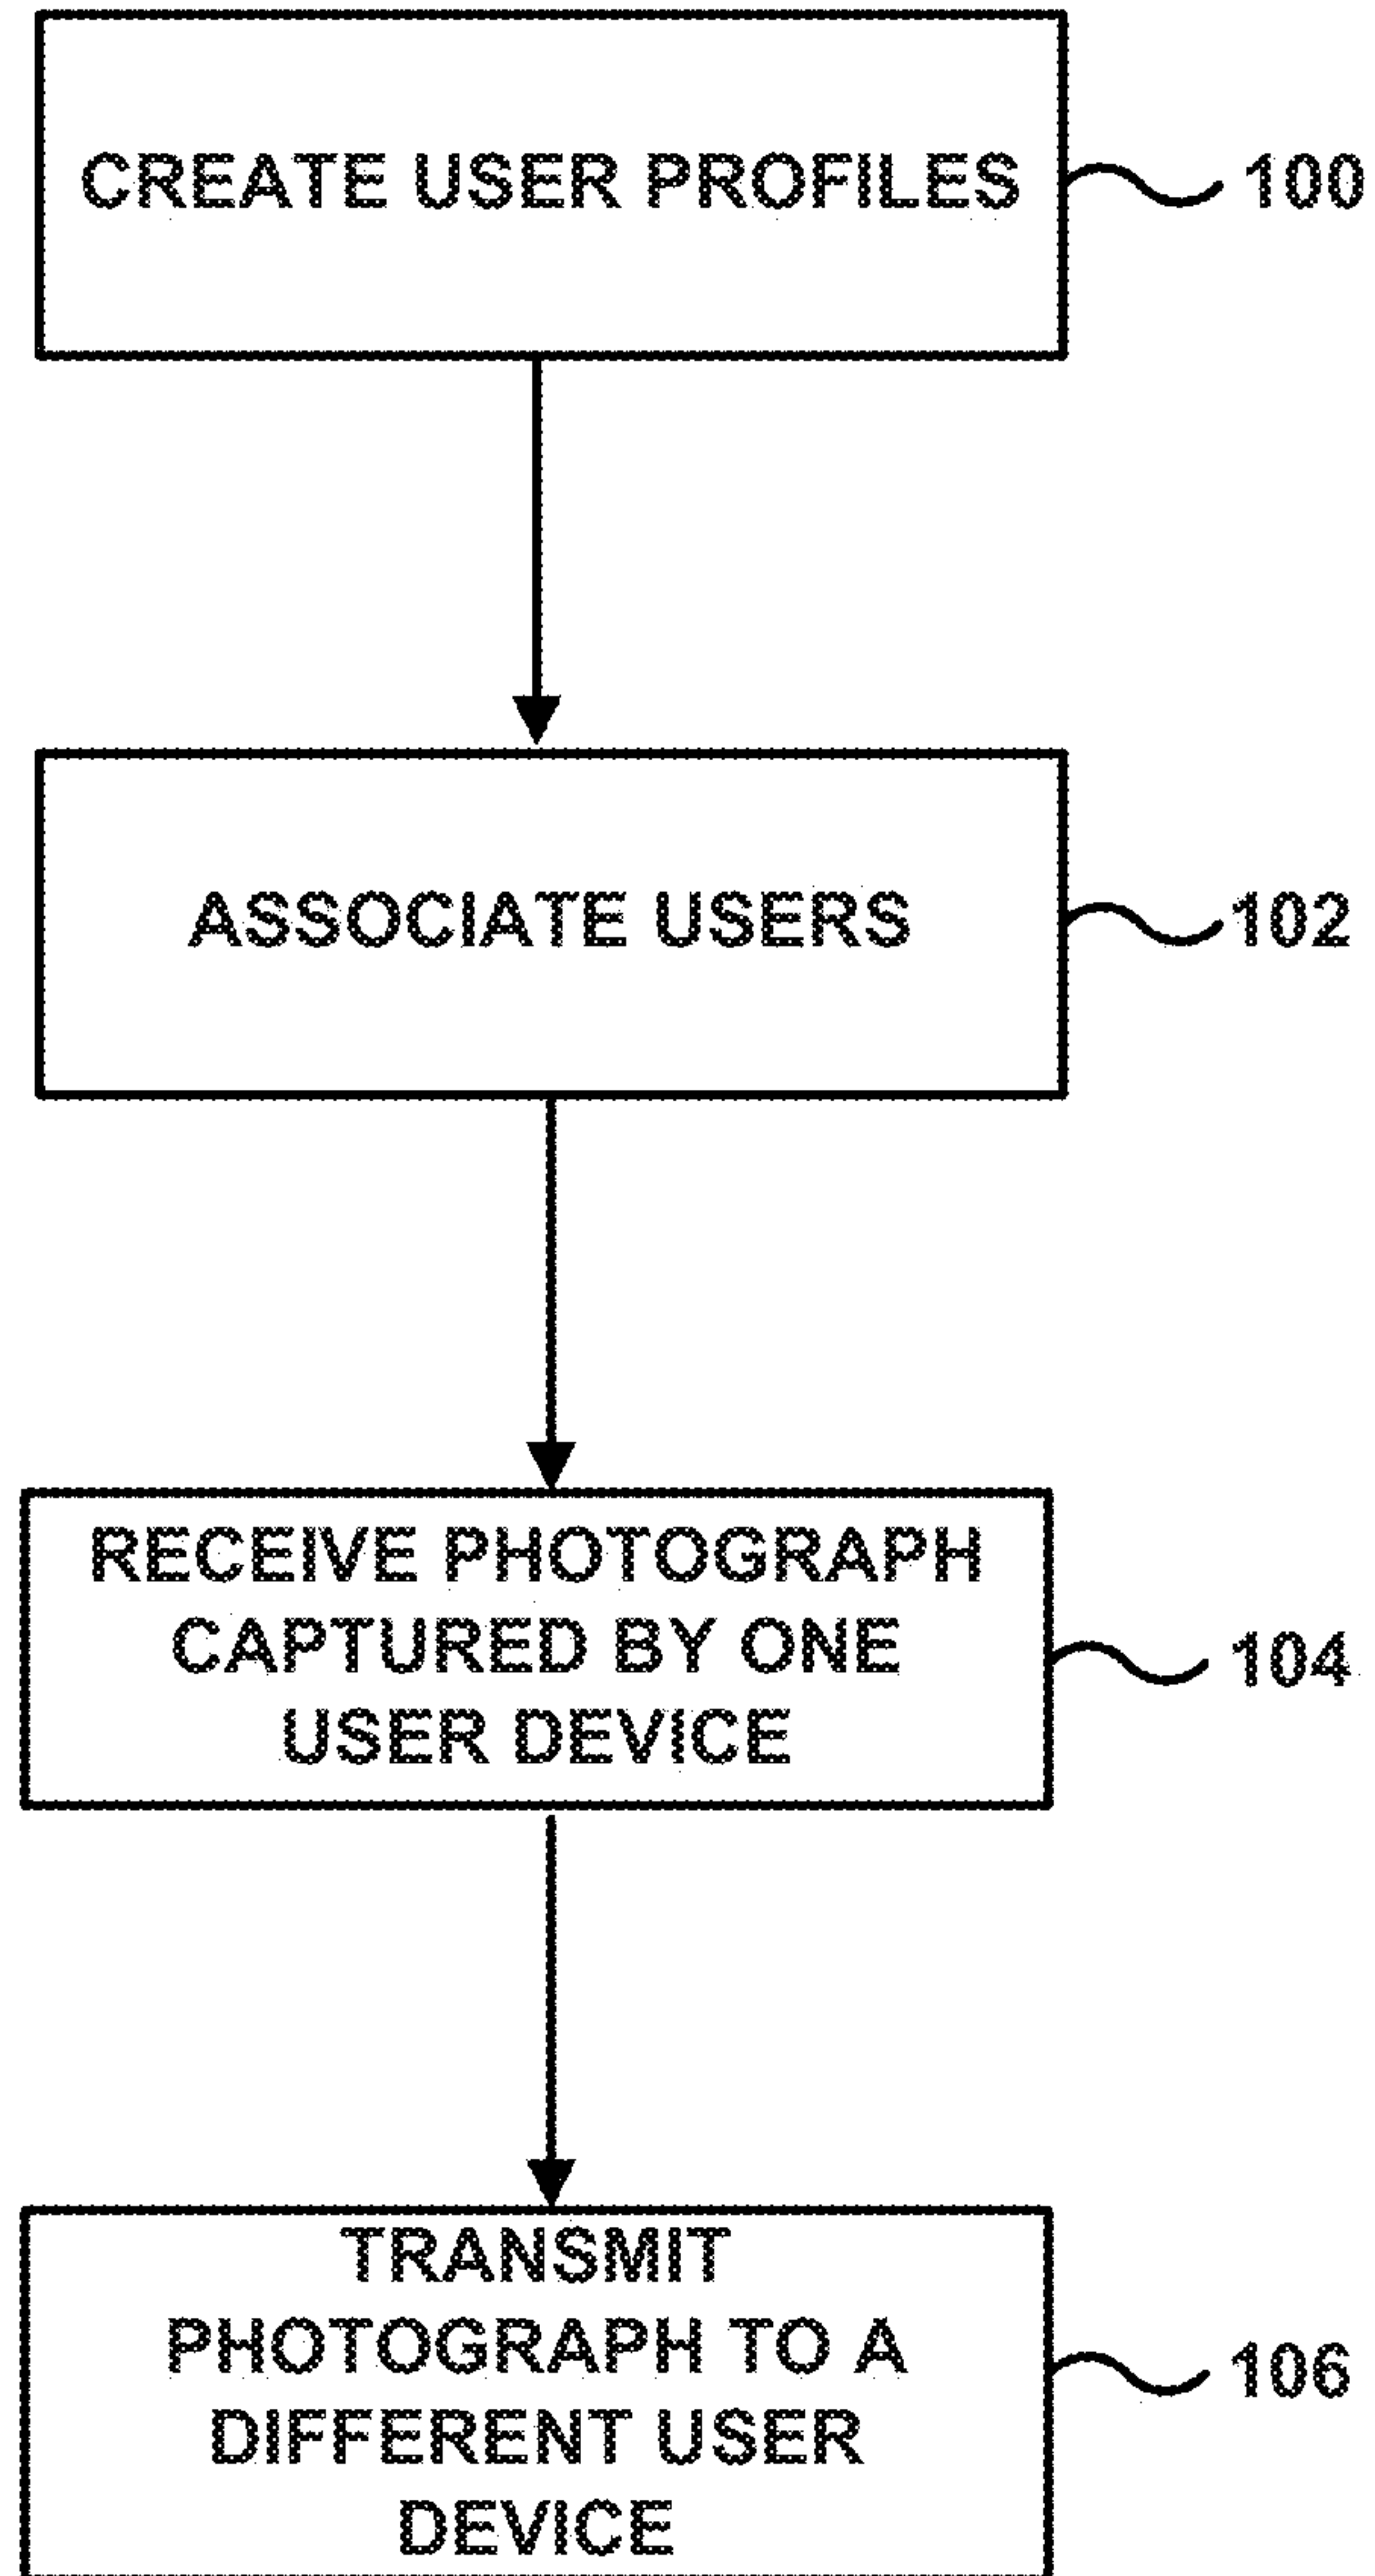 CREATE USER PROFILES
100
ASSOCIATE USERS
102
RECEIVE PHOTOGRAPH
CAPTURED BY ONE
USER DEVICE
104
TRANSMIT
PHOTOGRAPH TO A
DIFFERENT USER
DEVICE
106